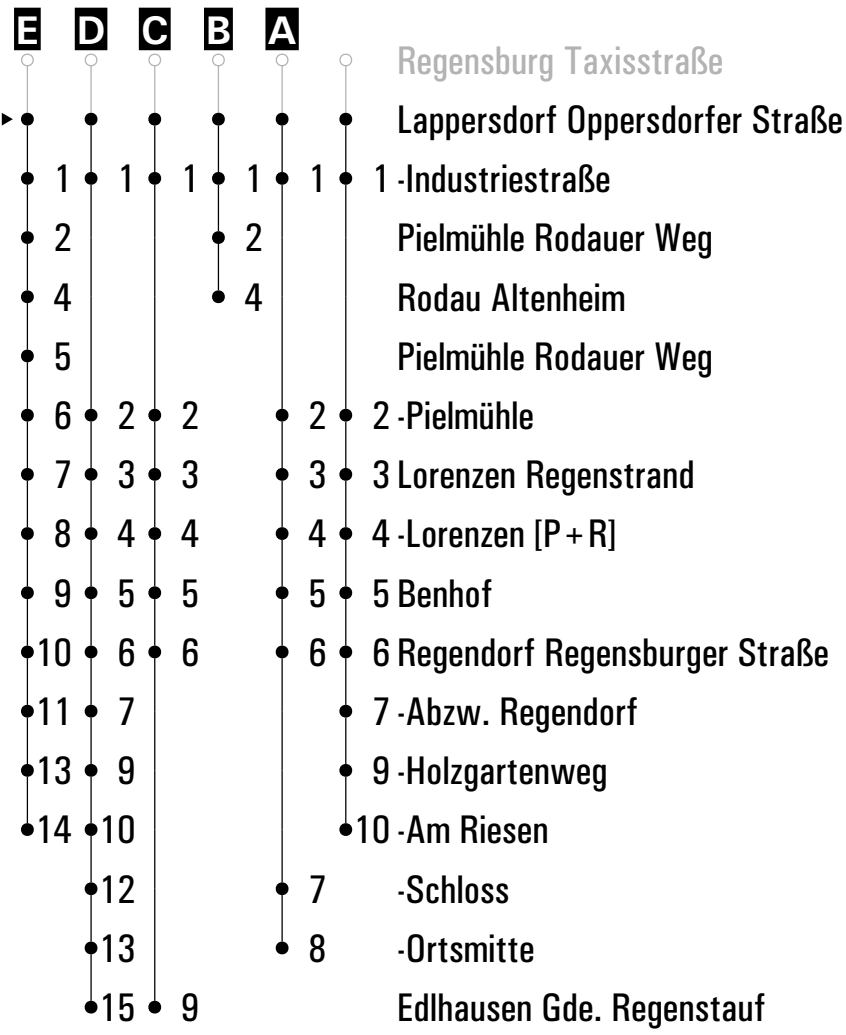 E D C B A
Regensburg Taxisstraße
Lappersdorf Oppersdorfer Straße
1 1 1 1 1 1 -Industriestraße
2 2 Pielmühle Rodauer Weg
4 4 Rodau Altenheim
5 Pielmühle Rodauer Weg
6 2 2 2 2 -Pielmühle
7 3 3 3 3 Lorenzen Regenstrand
8 4 4 4 4 -Lorenzen [P+R]
9 5 5 5 5 Benhof
10 6 6 6 6 Regendorf Regensburger Straße
11 7 7 -Abzw. Regendorf
13 9 9 -Holzgartenweg
14 10 10 -Am Riesen
12 7 -Schloss
13 8 -Ortsmitte
15 9 Edlhausen Gde. Regenstauf